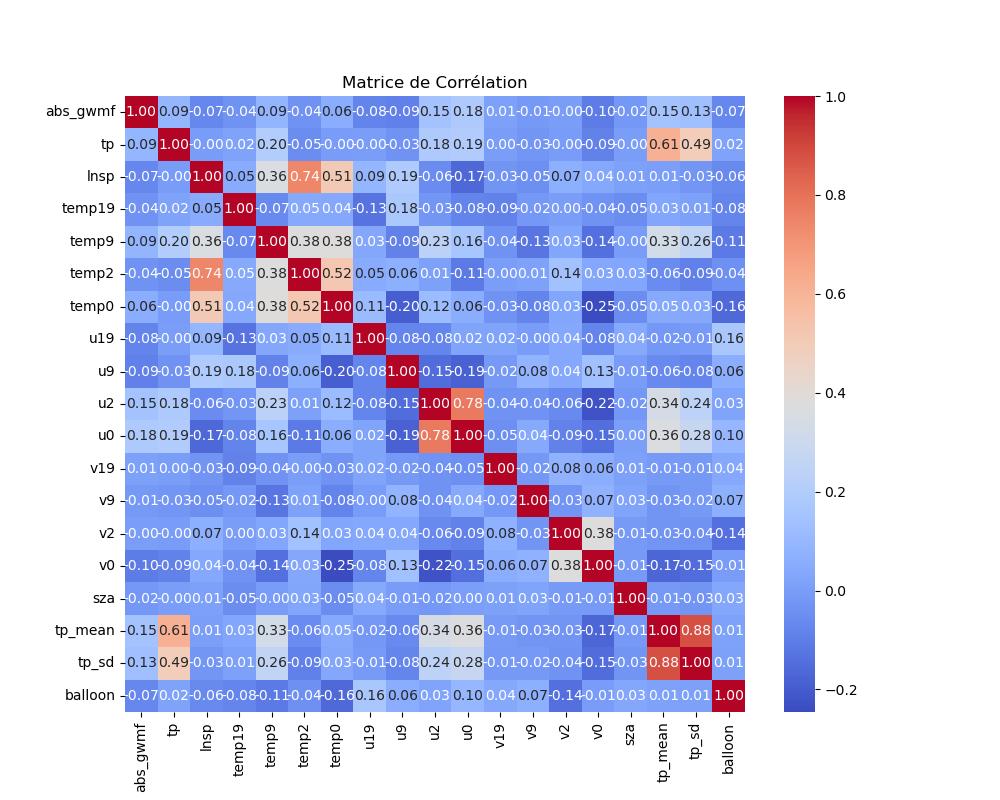 Matrice de Corrélation
abs_gwmf 1.00 0.09 -0.07 -0.04 0.09 -0.04 0.06 -0.08 -0.09 0.15 0.18 0.01 -0.01 -0.00 -0.10 -0.02 0.15 0.13 -0.07
tp 0.09 1.00 -0.00 0.02 0.20 -0.05 -0.00 -0.00 -0.03 0.18 0.19 0.00 -0.03 -0.00 -0.09 -0.00 0.61 0.49 0.02
lnsp -0.07 -0.00 1.00 0.05 0.36 0.74 0.51 0.09 0.19 -0.06 -0.17 -0.03 -0.05 0.07 0.04 0.01 0.01 -0.03 -0.06
temp19 -0.04 0.02 0.05 1.00 -0.07 0.05 0.04 -0.13 0.18 -0.03 -0.08 -0.09 -0.02 0.00 -0.04 -0.05 0.03 0.01 -0.08
temp9 0.09 0.20 0.36 -0.07 1.00 0.38 0.38 0.03 -0.09 0.23 0.16 -0.04 -0.13 0.03 -0.14 -0.00 0.33 0.26 -0.11
temp2 -0.04 -0.05 0.74 0.05 0.38 1.00 0.52 0.05 0.06 0.01 -0.11 -0.00 0.01 0.14 0.03 0.03 -0.06 -0.09 -0.04
temp0 0.06 -0.00 0.51 0.04 0.38 0.52 1.00 0.11 -0.20 0.12 0.06 -0.03 -0.08 0.03 -0.25 -0.05 0.05 0.03 -0.16
u19 -0.08 -0.00 0.09 -0.13 0.03 0.05 0.11 1.00 -0.08 -0.08 0.02 0.02 -0.00 0.04 -0.08 0.04 -0.02 -0.01 0.16
u9 -0.09 -0.03 0.19 0.18 -0.09 0.06 -0.20 -0.08 1.00 -0.15 -0.19 -0.02 0.08 0.04 0.13 -0.01 -0.06 -0.08 0.06
u2 0.15 0.18 -0.06 -0.03 0.23 0.01 0.12 -0.08 -0.15 1.00 0.78 -0.04 -0.04 -0.06 -0.22 -0.02 0.34 0.24 0.03
u0 0.18 0.19 -0.17 -0.08 0.16 -0.11 0.06 0.02 -0.19 0.78 1.00 -0.05 0.04 -0.09 -0.15 0.00 0.36 0.28 0.10
v19 0.01 0.00 -0.03 -0.09 -0.04 -0.00 -0.03 0.02 -0.02 -0.04 -0.05 1.00 -0.02 0.08 0.06 0.01 -0.01 -0.01 0.04
v9 -0.01 -0.03 -0.05 -0.02 -0.13 0.01 -0.08 -0.00 0.08 -0.04 0.04 -0.02 1.00 -0.03 0.07 0.03 -0.03 -0.02 0.07
v2 -0.00 -0.00 0.07 0.00 0.03 0.14 0.03 0.04 0.04 -0.06 -0.09 0.08 -0.03 1.00 0.38 -0.01 -0.03 -0.04 -0.14
v0 -0.10 -0.09 0.04 -0.04 -0.14 0.03 -0.25 -0.08 0.13 -0.22 -0.15 0.06 0.07 0.38 1.00 -0.01 -0.17 -0.15 -0.01
sza -0.02 -0.00 0.01 -0.05 -0.00 0.03 -0.05 0.04 -0.01 -0.02 0.00 0.01 0.03 -0.01 -0.01 1.00 -0.01 -0.03 0.03
tp_mean 0.15 0.61 0.01 0.03 0.33 -0.06 0.05 -0.02 -0.06 0.34 0.36 -0.01 -0.03 -0.03 -0.17 -0.01 1.00 0.88 0.01
tp_sd 0.13 0.49 -0.03 0.01 0.26 -0.09 0.03 -0.01 -0.08 0.24 0.28 -0.01 -0.02 -0.04 -0.15 -0.03 0.88 1.00 0.01
balloon -0.07 0.02 -0.06 -0.08 -0.11 -0.04 -0.16 0.16 0.06 0.03 0.10 0.04 0.07 -0.14 -0.01 0.03 0.01 0.01 1.00
abs_gwmf tp lnsp temp19 temp9 temp2 temp0 u19 u9 u2 u0 v19 v9 v2 v0 sza tp_mean tp_sd balloon
1.0
0.8
0.6
0.4
0.2
0.0
−0.2